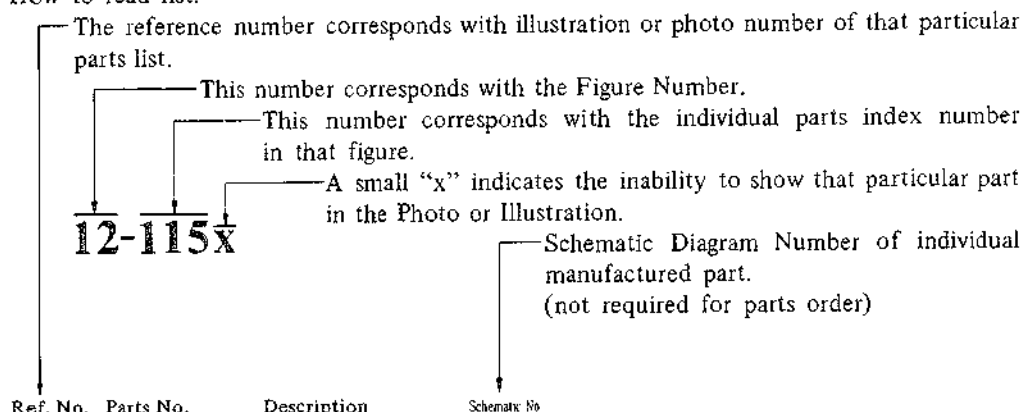 How to read list:
The reference number corresponds with illustration or photo number of that particular
parts list.
This number corresponds with the Figure Number.
This number corresponds with the individual parts index number
in that figure.
A small “x” indicates the inability to show that particular part
in the Photo or Illustration.
12-115x
Schematic Diagram Number of individual
manufactured part.
(not required for parts order)
Ref. No. Parts No. Description Schematic No